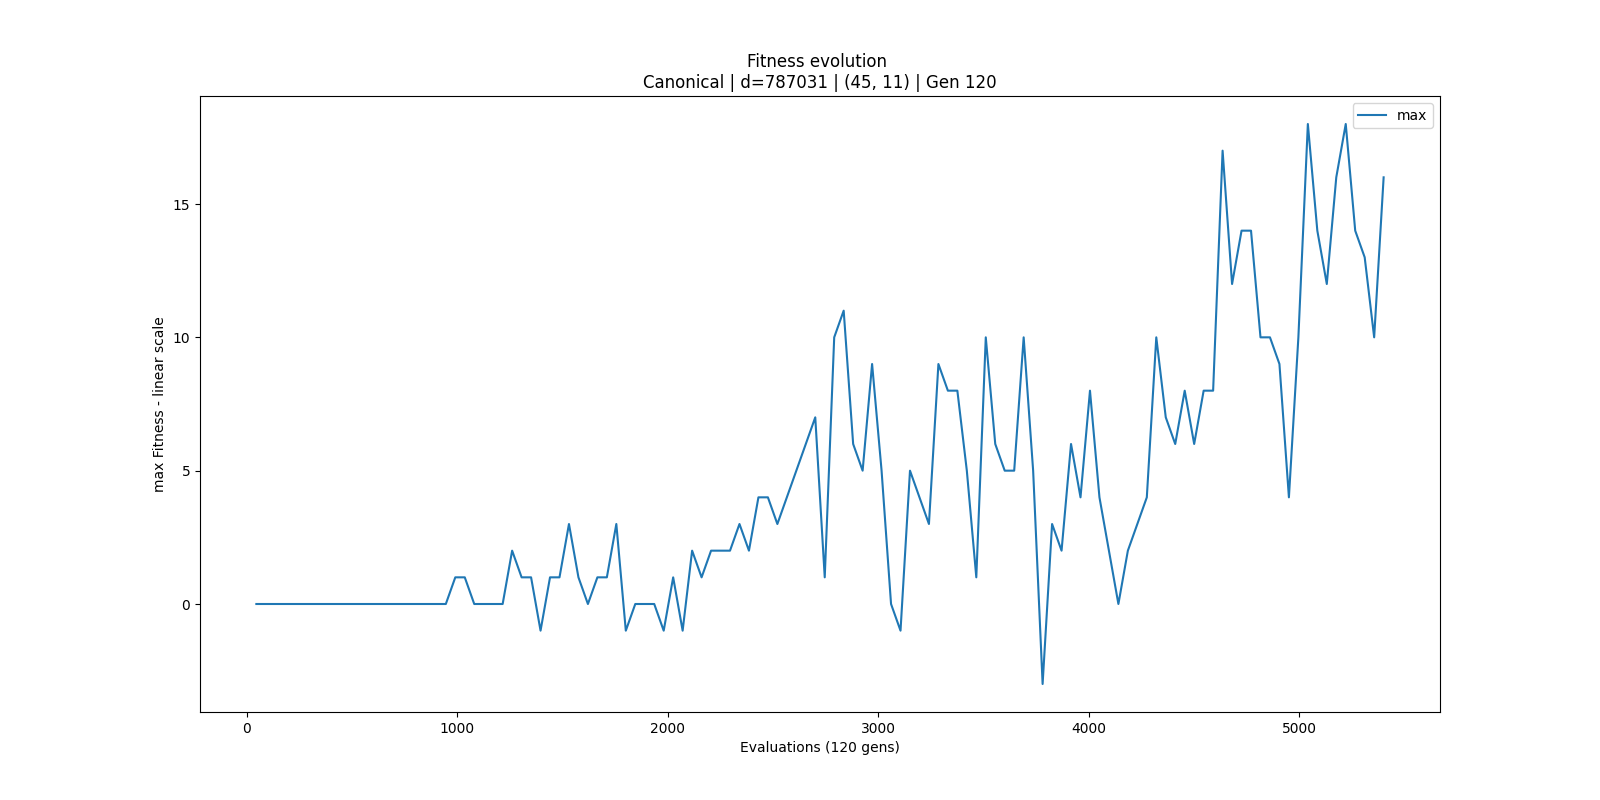 Fitness evolution
Canonical | d=787031 | (45, 11) | Gen 120
max
15
10
5
0
max Fitness - linear scale
0 1000 2000 3000 4000 5000
Evaluations (120 gens)